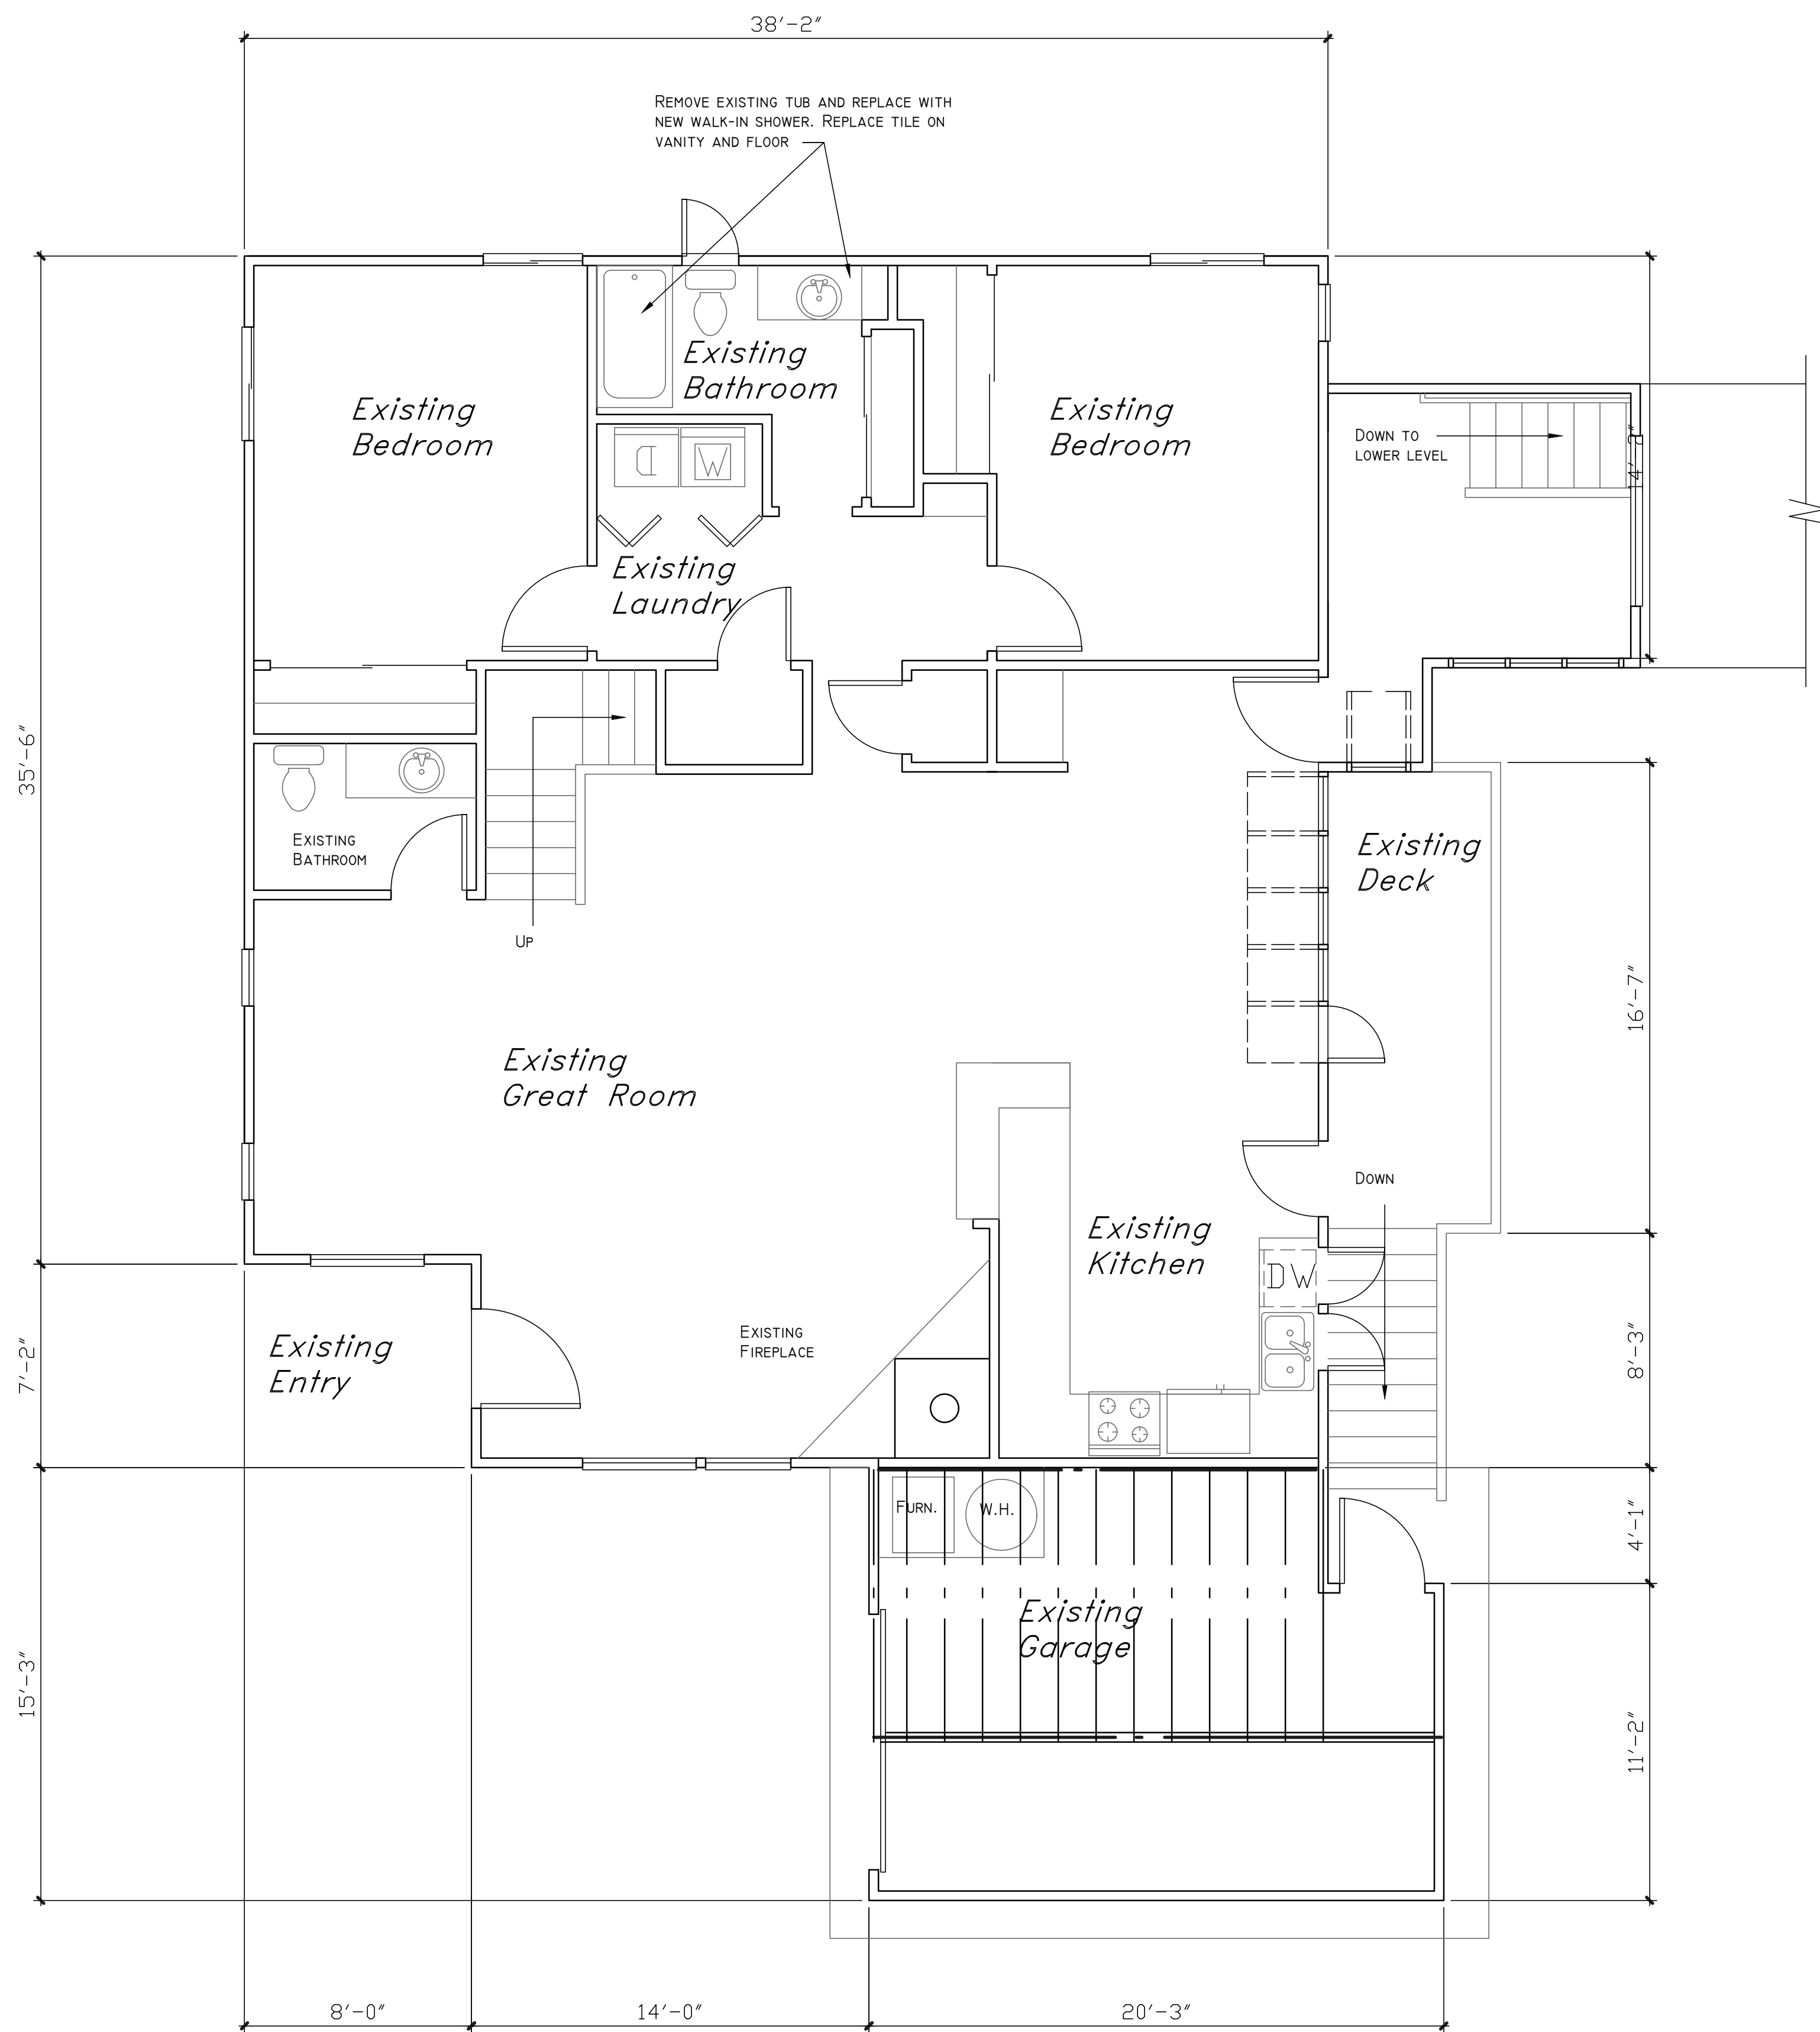 38'-2"
REMOVE EXISTING TUB AND REPLACE WITH
NEW WALK-IN SHOWER. REPLACE TILE ON
VANITY AND FLOOR
Existing
Bathroom
Existing
Bedroom
Existing
Bedroom
DOWN TO
LOWER LEVEL
D
W
Existing
Laundry
35'-6"
EXISTING
BATHROOM
Existing
Deck
UP
16'-7"
Existing
Great Room
DOWN
Existing
Kitchen
DW
Existing
Entry
EXISTING
FIREPLACE
7'-2"
8'-3"
FURN.
W.H.
4'-1"
Existing
Garage
15'-3"
11'-2"
8'-0"
14'-0"
20'-3"